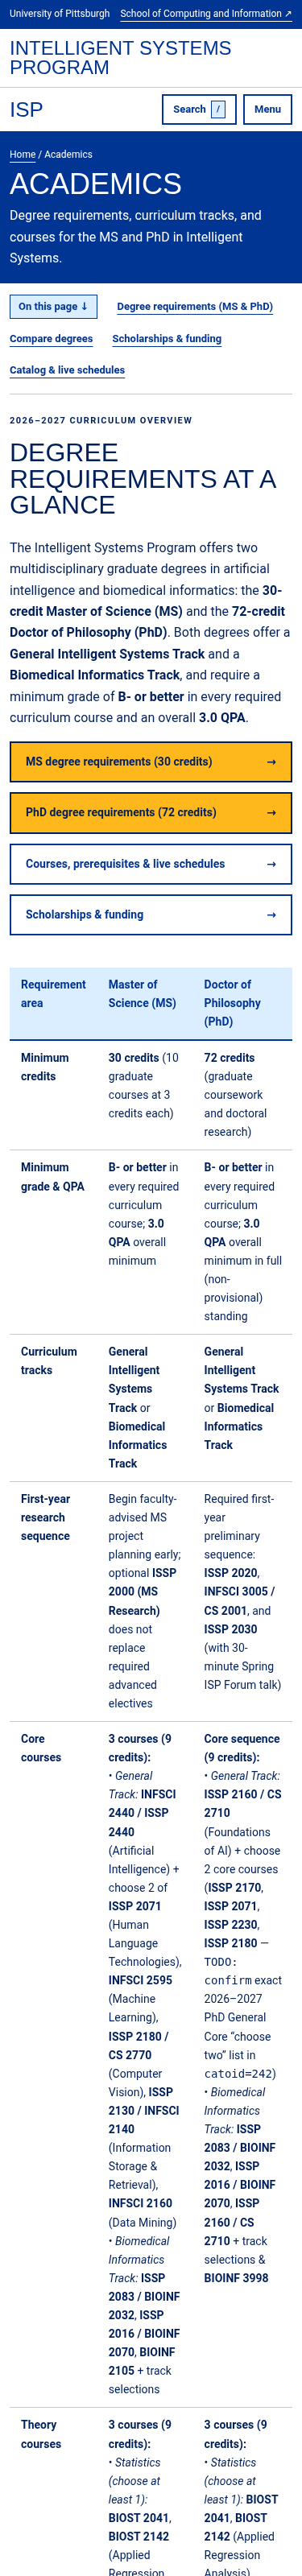 University of Pittsburgh School of Computing and Information ↗
INTELLIGENT SYSTEMS
PROGRAM
ISP Search / Menu
Home / Academics
ACADEMICS
Degree requirements, curriculum tracks, and
courses for the MS and PhD in Intelligent
Systems.
On this page ↓ Degree requirements (MS & PhD)
Compare degrees Scholarships & funding
Catalog & live schedules
2026–2027 CURRICULUM OVERVIEW
DEGREE
REQUIREMENTS AT A
GLANCE
The Intelligent Systems Program offers two
multidisciplinary graduate degrees in artificial
intelligence and biomedical informatics: the 30-
credit Master of Science (MS) and the 72-credit
Doctor of Philosophy (PhD). Both degrees offer a
General Intelligent Systems Track and a
Biomedical Informatics Track, and require a
minimum grade of B- or better in every required
curriculum course and an overall 3.0 QPA.
MS degree requirements (30 credits) →
PhD degree requirements (72 credits) →
Courses, prerequisites & live schedules →
Scholarships & funding →
Requirement
area
Master of
Science (MS)
Doctor of
Philosophy
(PhD)
Minimum
credits
30 credits (10
graduate
courses at 3
credits each)
72 credits
(graduate
coursework
and doctoral
research)
Minimum
grade & QPA
B- or better in
every required
curriculum
course; 3.0
QPA overall
minimum
B- or better in
every required
curriculum
course; 3.0
QPA overall
minimum in full
(non-
provisional)
standing
Curriculum
tracks
General
Intelligent
Systems
Track or
Biomedical
Informatics
Track
General
Intelligent
Systems Track
or Biomedical
Informatics
Track
First-year
research
sequence
Begin faculty-
advised MS
project
planning early;
optional ISSP
2000 (MS
Research)
does not
replace
required
advanced
electives
Required first-
year
preliminary
sequence:
ISSP 2020,
INFSCI 3005 /
CS 2001, and
ISSP 2030
(with 30-
minute Spring
ISP Forum talk)
Core
courses
3 courses (9
credits):
• General
Track: INFSCI
2440 / ISSP
2440
(Artificial
Intelligence) +
choose 2 of
ISSP 2071
(Human
Language
Technologies),
INFSCI 2595
(Machine
Learning),
ISSP 2180 /
CS 2770
(Computer
Vision), ISSP
2130 / INFSCI
2140
(Information
Storage &
Retrieval),
INFSCI 2160
(Data Mining)
• Biomedical
Informatics
Track: ISSP
2083 / BIOINF
2032, ISSP
2016 / BIOINF
2070, BIOINF
2105 + track
selections
Core sequence
(9 credits):
• General Track:
ISSP 2160 / CS
2710
(Foundations
of AI) + choose
2 core courses
(ISSP 2170,
ISSP 2071,
ISSP 2230,
ISSP 2180 —
TODO:
confirm exact
2026–2027
PhD General
Core “choose
two” list in
catoid=242)
• Biomedical
Informatics
Track: ISSP
2083 / BIOINF
2032, ISSP
2016 / BIOINF
2070, ISSP
2160 / CS
2710 + track
selections &
BIOINF 3998
Theory
courses
3 courses (9
credits):
• Statistics
(choose at
least 1):
BIOST 2041,
BIOST 2142
(Applied
Regression
3 courses (9
credits):
• Statistics
(choose at
least 1): BIOST
2041, BIOST
2142 (Applied
Regression
Analysis)